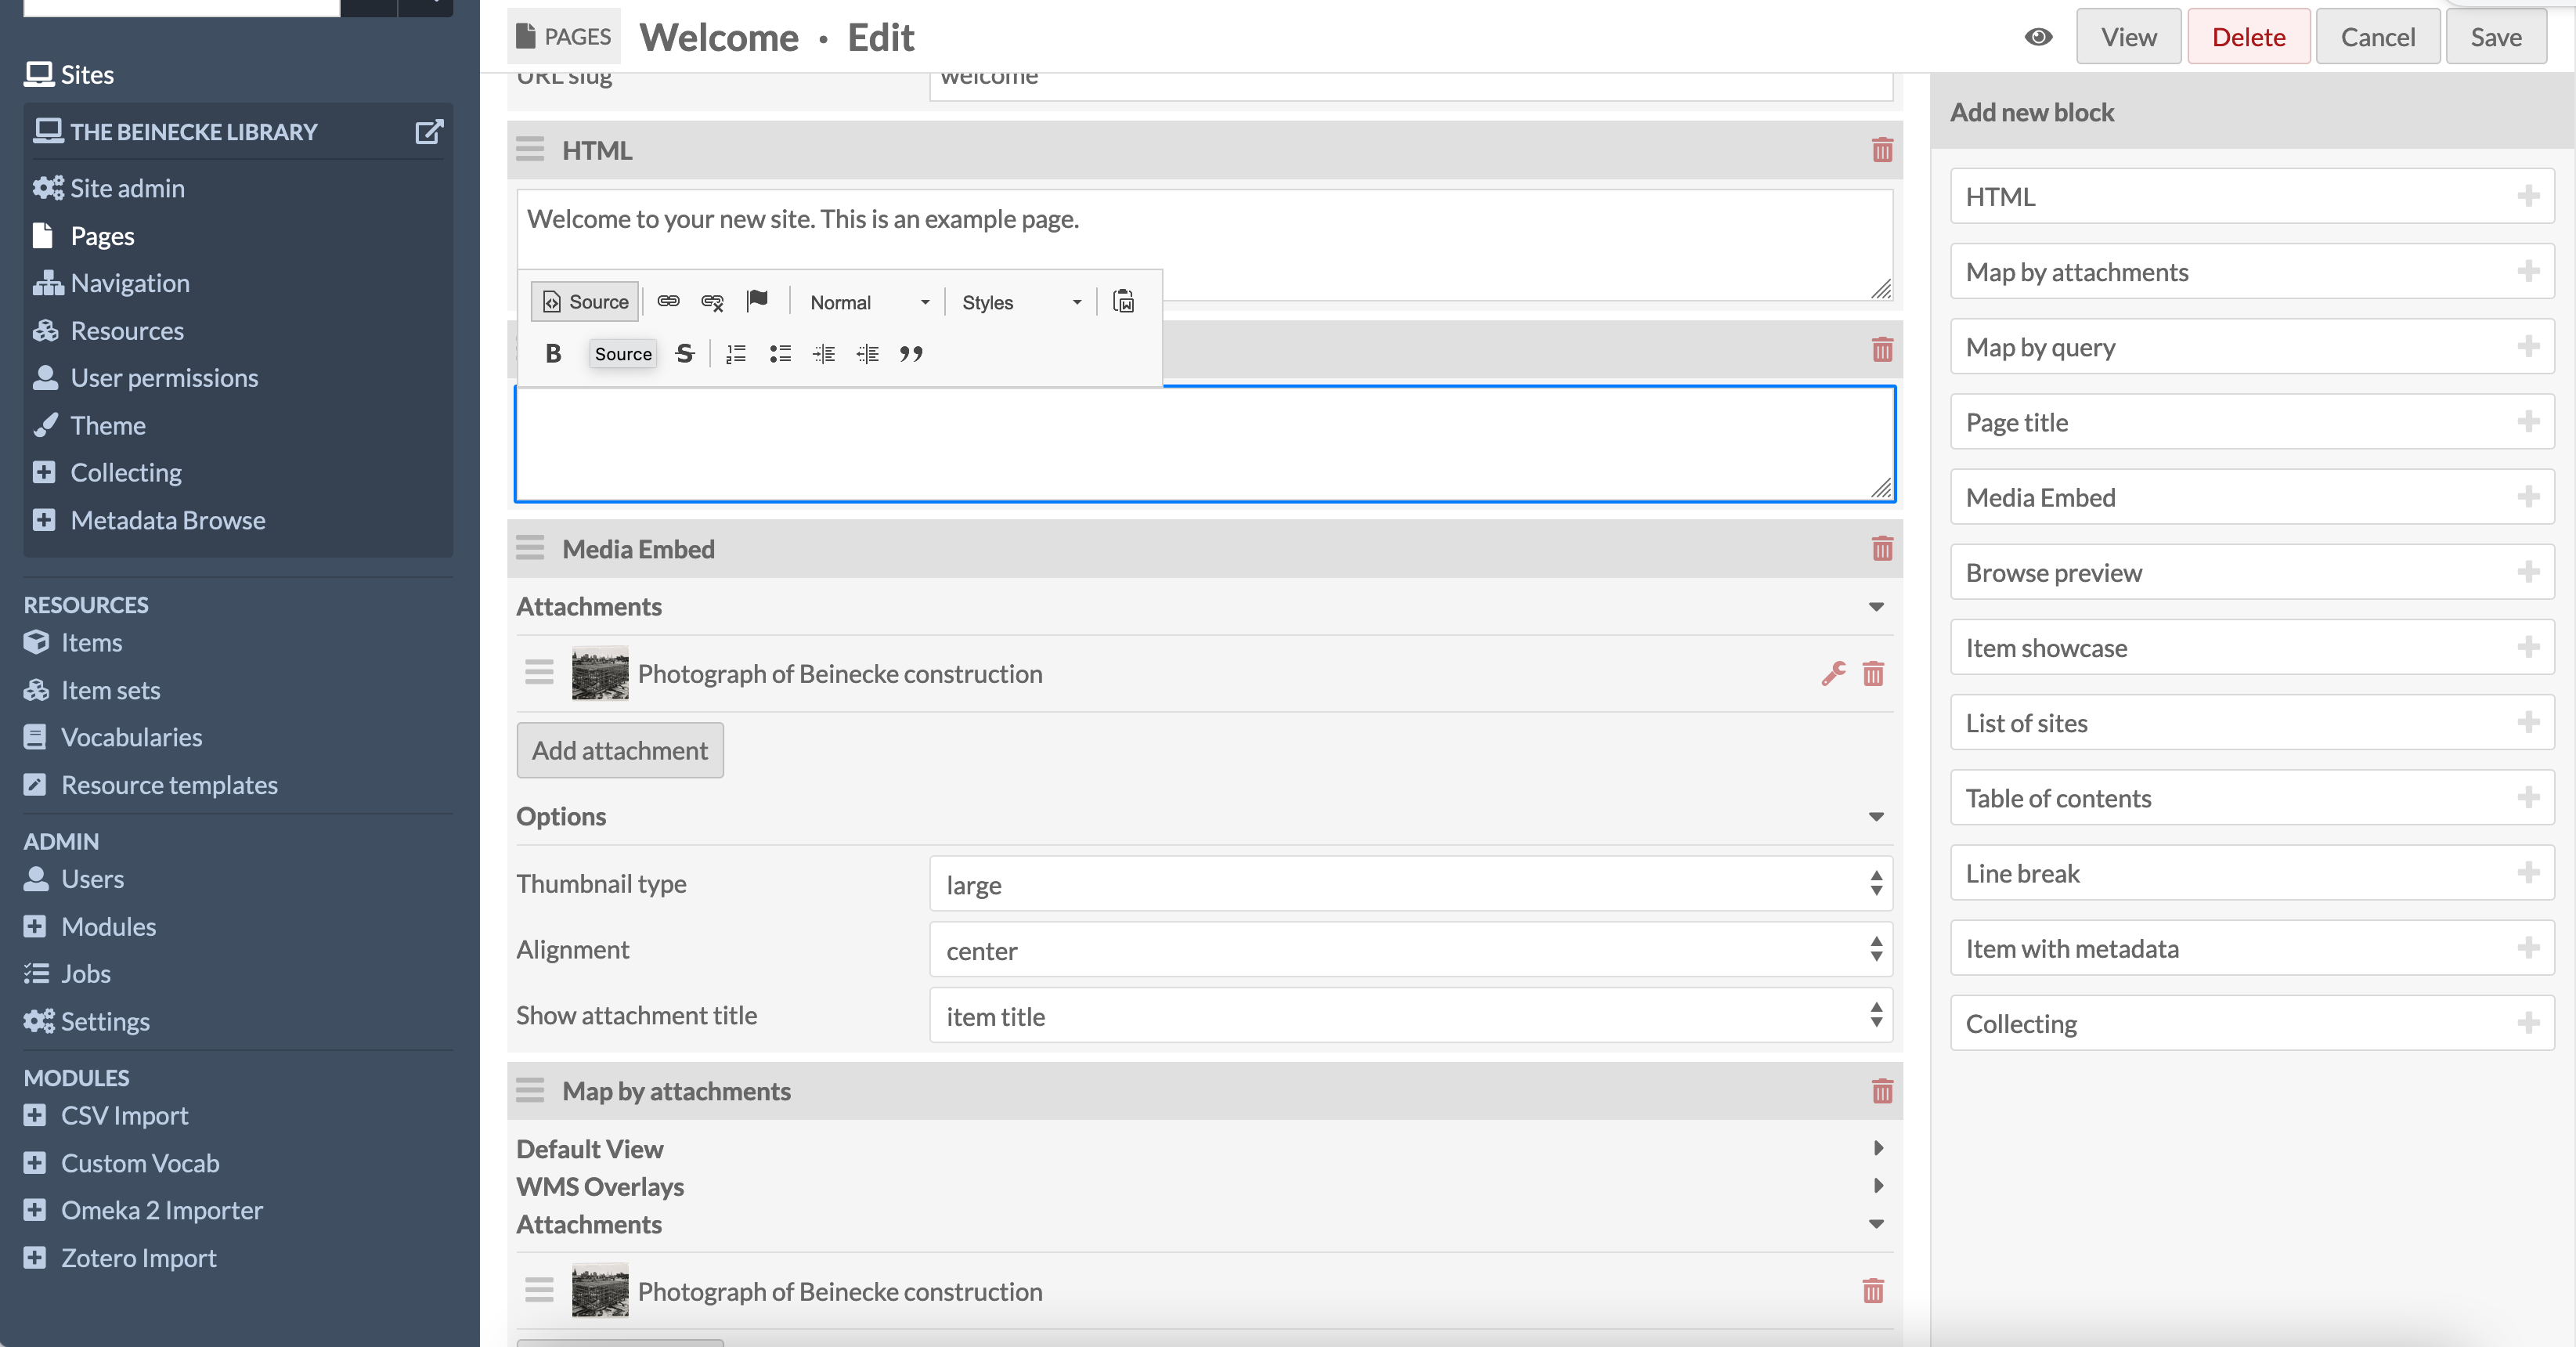 Sites
THE BEINECKE LIBRARY
Site admin
Pages
Navigation
Resources
User permissions
Theme
Collecting
Metadata Browse
RESOURCES
Items
Item sets
Vocabularies
Resource templates
ADMIN
Users
Modules
Jobs
Settings
MODULES
CSV Import
Custom Vocab
Omeka 2 Importer
Zotero Import
PAGES Welcome · Edit
View Delete Cancel Save
URL slug welcome
HTML
Welcome to your new site. This is an example page.
Source Normal Styles
B Source S
Media Embed
Attachments
Photograph of Beinecke construction
Add attachment
Options
Thumbnail type large
Alignment center
Show attachment title item title
Map by attachments
Default View
WMS Overlays
Attachments
Photograph of Beinecke construction
Add new block
HTML
Map by attachments
Map by query
Page title
Media Embed
Browse preview
Item showcase
List of sites
Table of contents
Line break
Item with metadata
Collecting